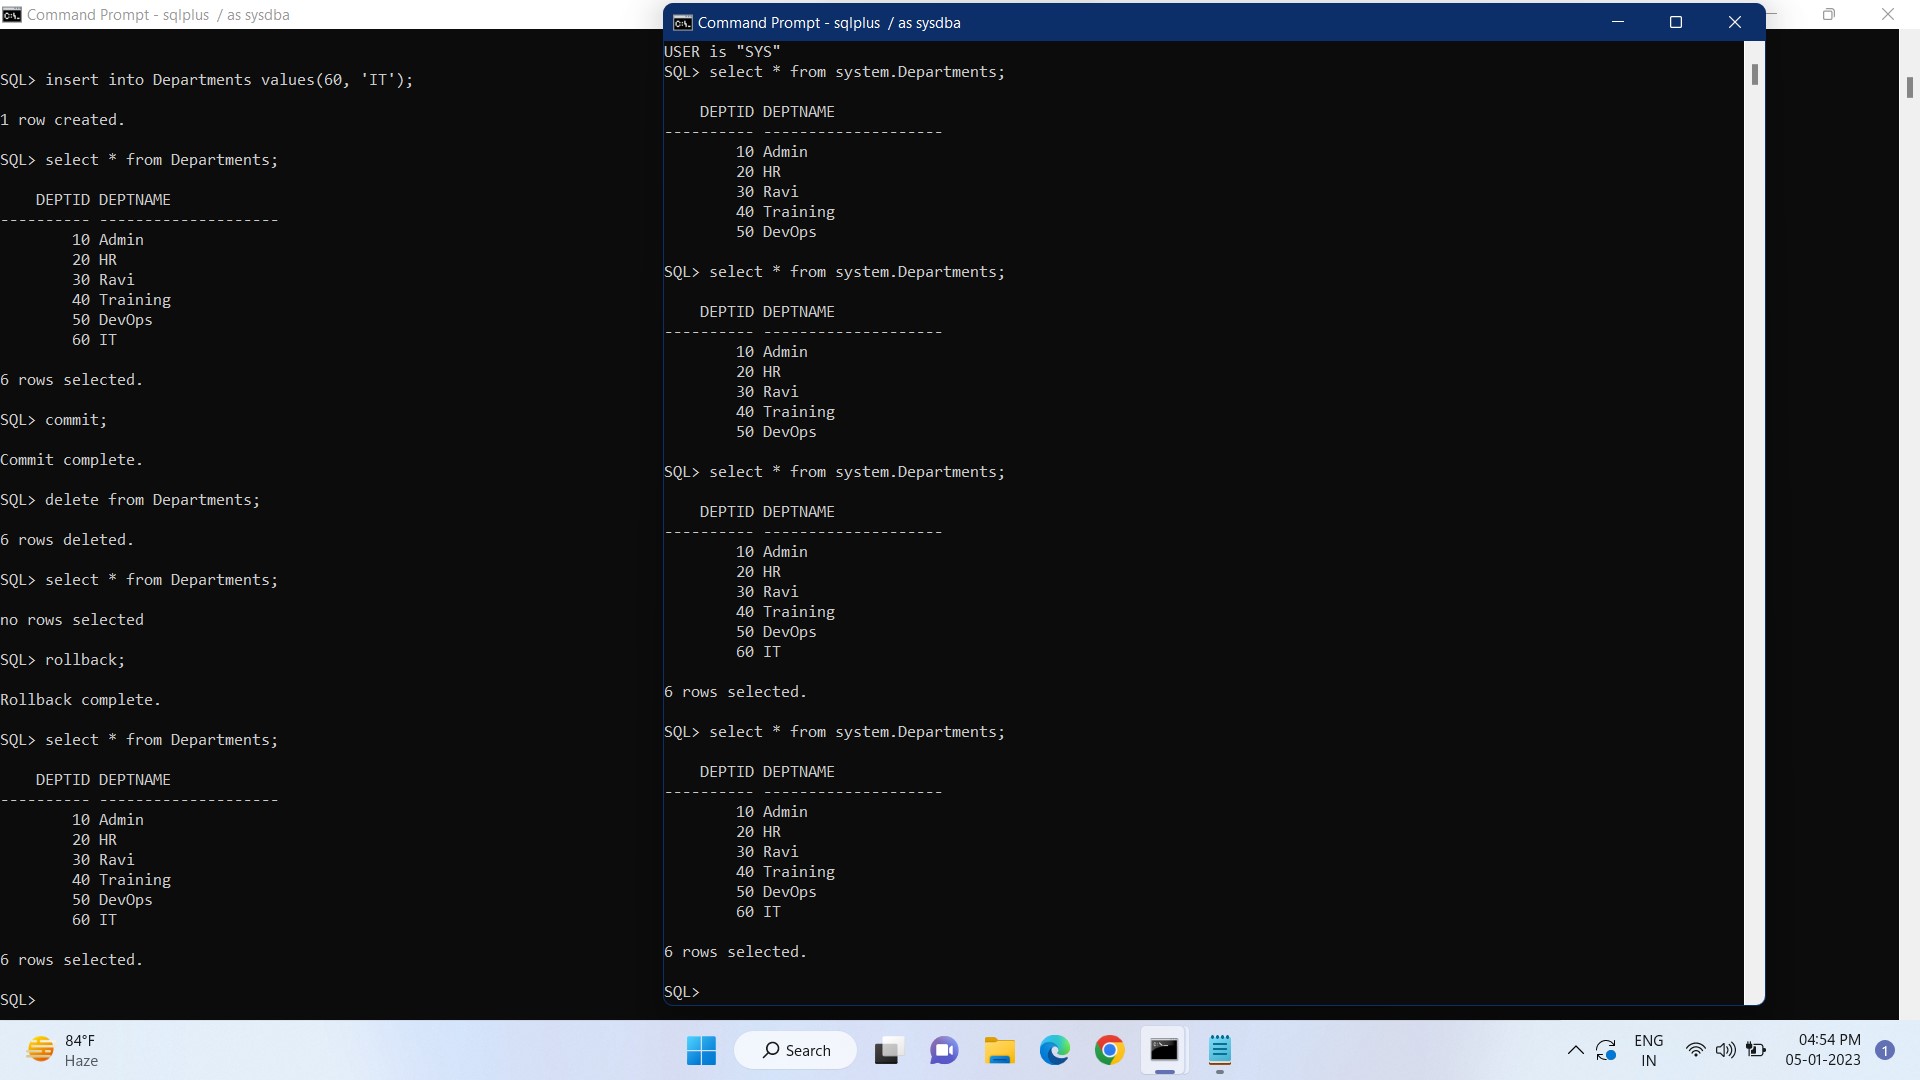 Command Prompt - sqlplus  / as sysdba
SQL> insert into Departments values(60, 'IT');
1 row created.
SQL> select * from Departments;
    DEPTID DEPTNAME
---------- --------------------
        10 Admin
        20 HR
        30 Ravi
        40 Training
        50 DevOps
        60 IT
6 rows selected.
SQL> commit;
Commit complete.
SQL> delete from Departments;
6 rows deleted.
SQL> select * from Departments;
no rows selected
SQL> rollback;
Rollback complete.
SQL> select * from Departments;
    DEPTID DEPTNAME
---------- --------------------
        10 Admin
        20 HR
        30 Ravi
        40 Training
        50 DevOps
        60 IT
6 rows selected.
SQL>
Command Prompt - sqlplus  / as sysdba
USER is "SYS"
SQL> select * from system.Departments;
    DEPTID DEPTNAME
---------- --------------------
        10 Admin
        20 HR
        30 Ravi
        40 Training
        50 DevOps
SQL> select * from system.Departments;
    DEPTID DEPTNAME
---------- --------------------
        10 Admin
        20 HR
        30 Ravi
        40 Training
        50 DevOps
SQL> select * from system.Departments;
    DEPTID DEPTNAME
---------- --------------------
        10 Admin
        20 HR
        30 Ravi
        40 Training
        50 DevOps
        60 IT
6 rows selected.
SQL> select * from system.Departments;
    DEPTID DEPTNAME
---------- --------------------
        10 Admin
        20 HR
        30 Ravi
        40 Training
        50 DevOps
        60 IT
6 rows selected.
SQL>
84°F
Haze
Search
ENG
IN
04:54 PM
05-01-2023
1